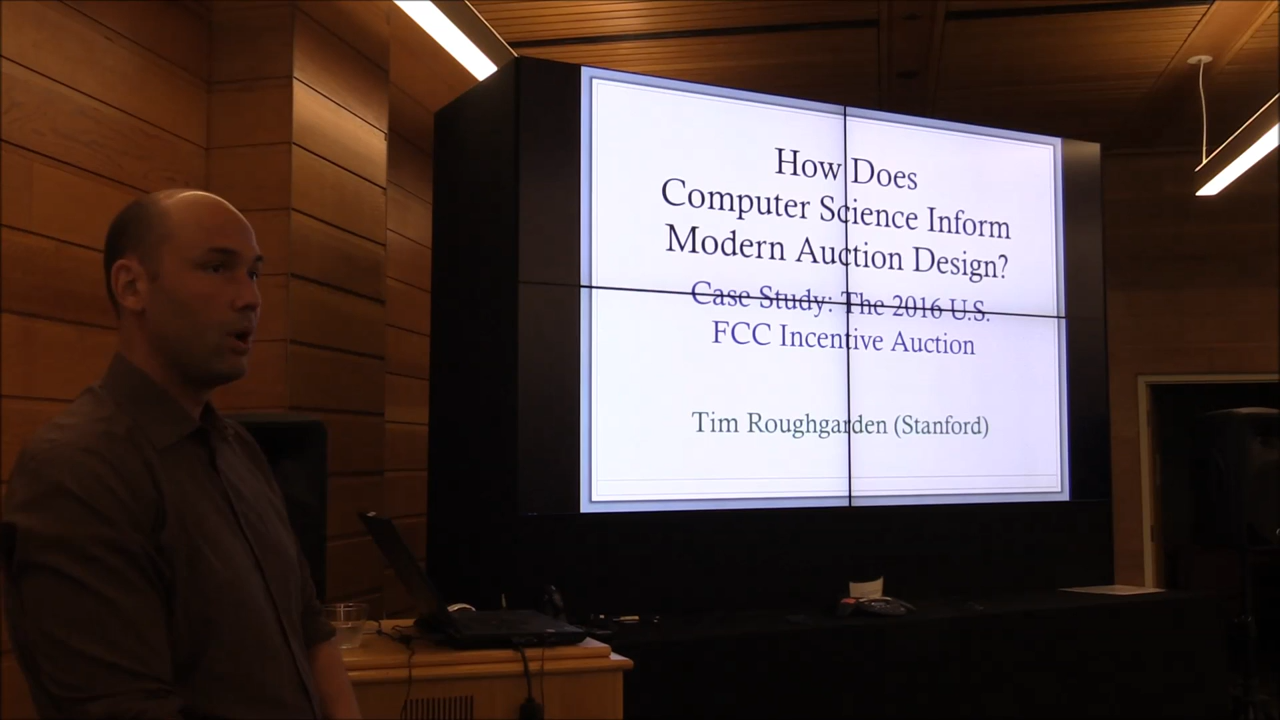 How Does
Computer Science Inform
Modern Auction Design?
Case Study: The 2016 U.S.
FCC Incentive Auction
Tim Roughgarden (Stanford)